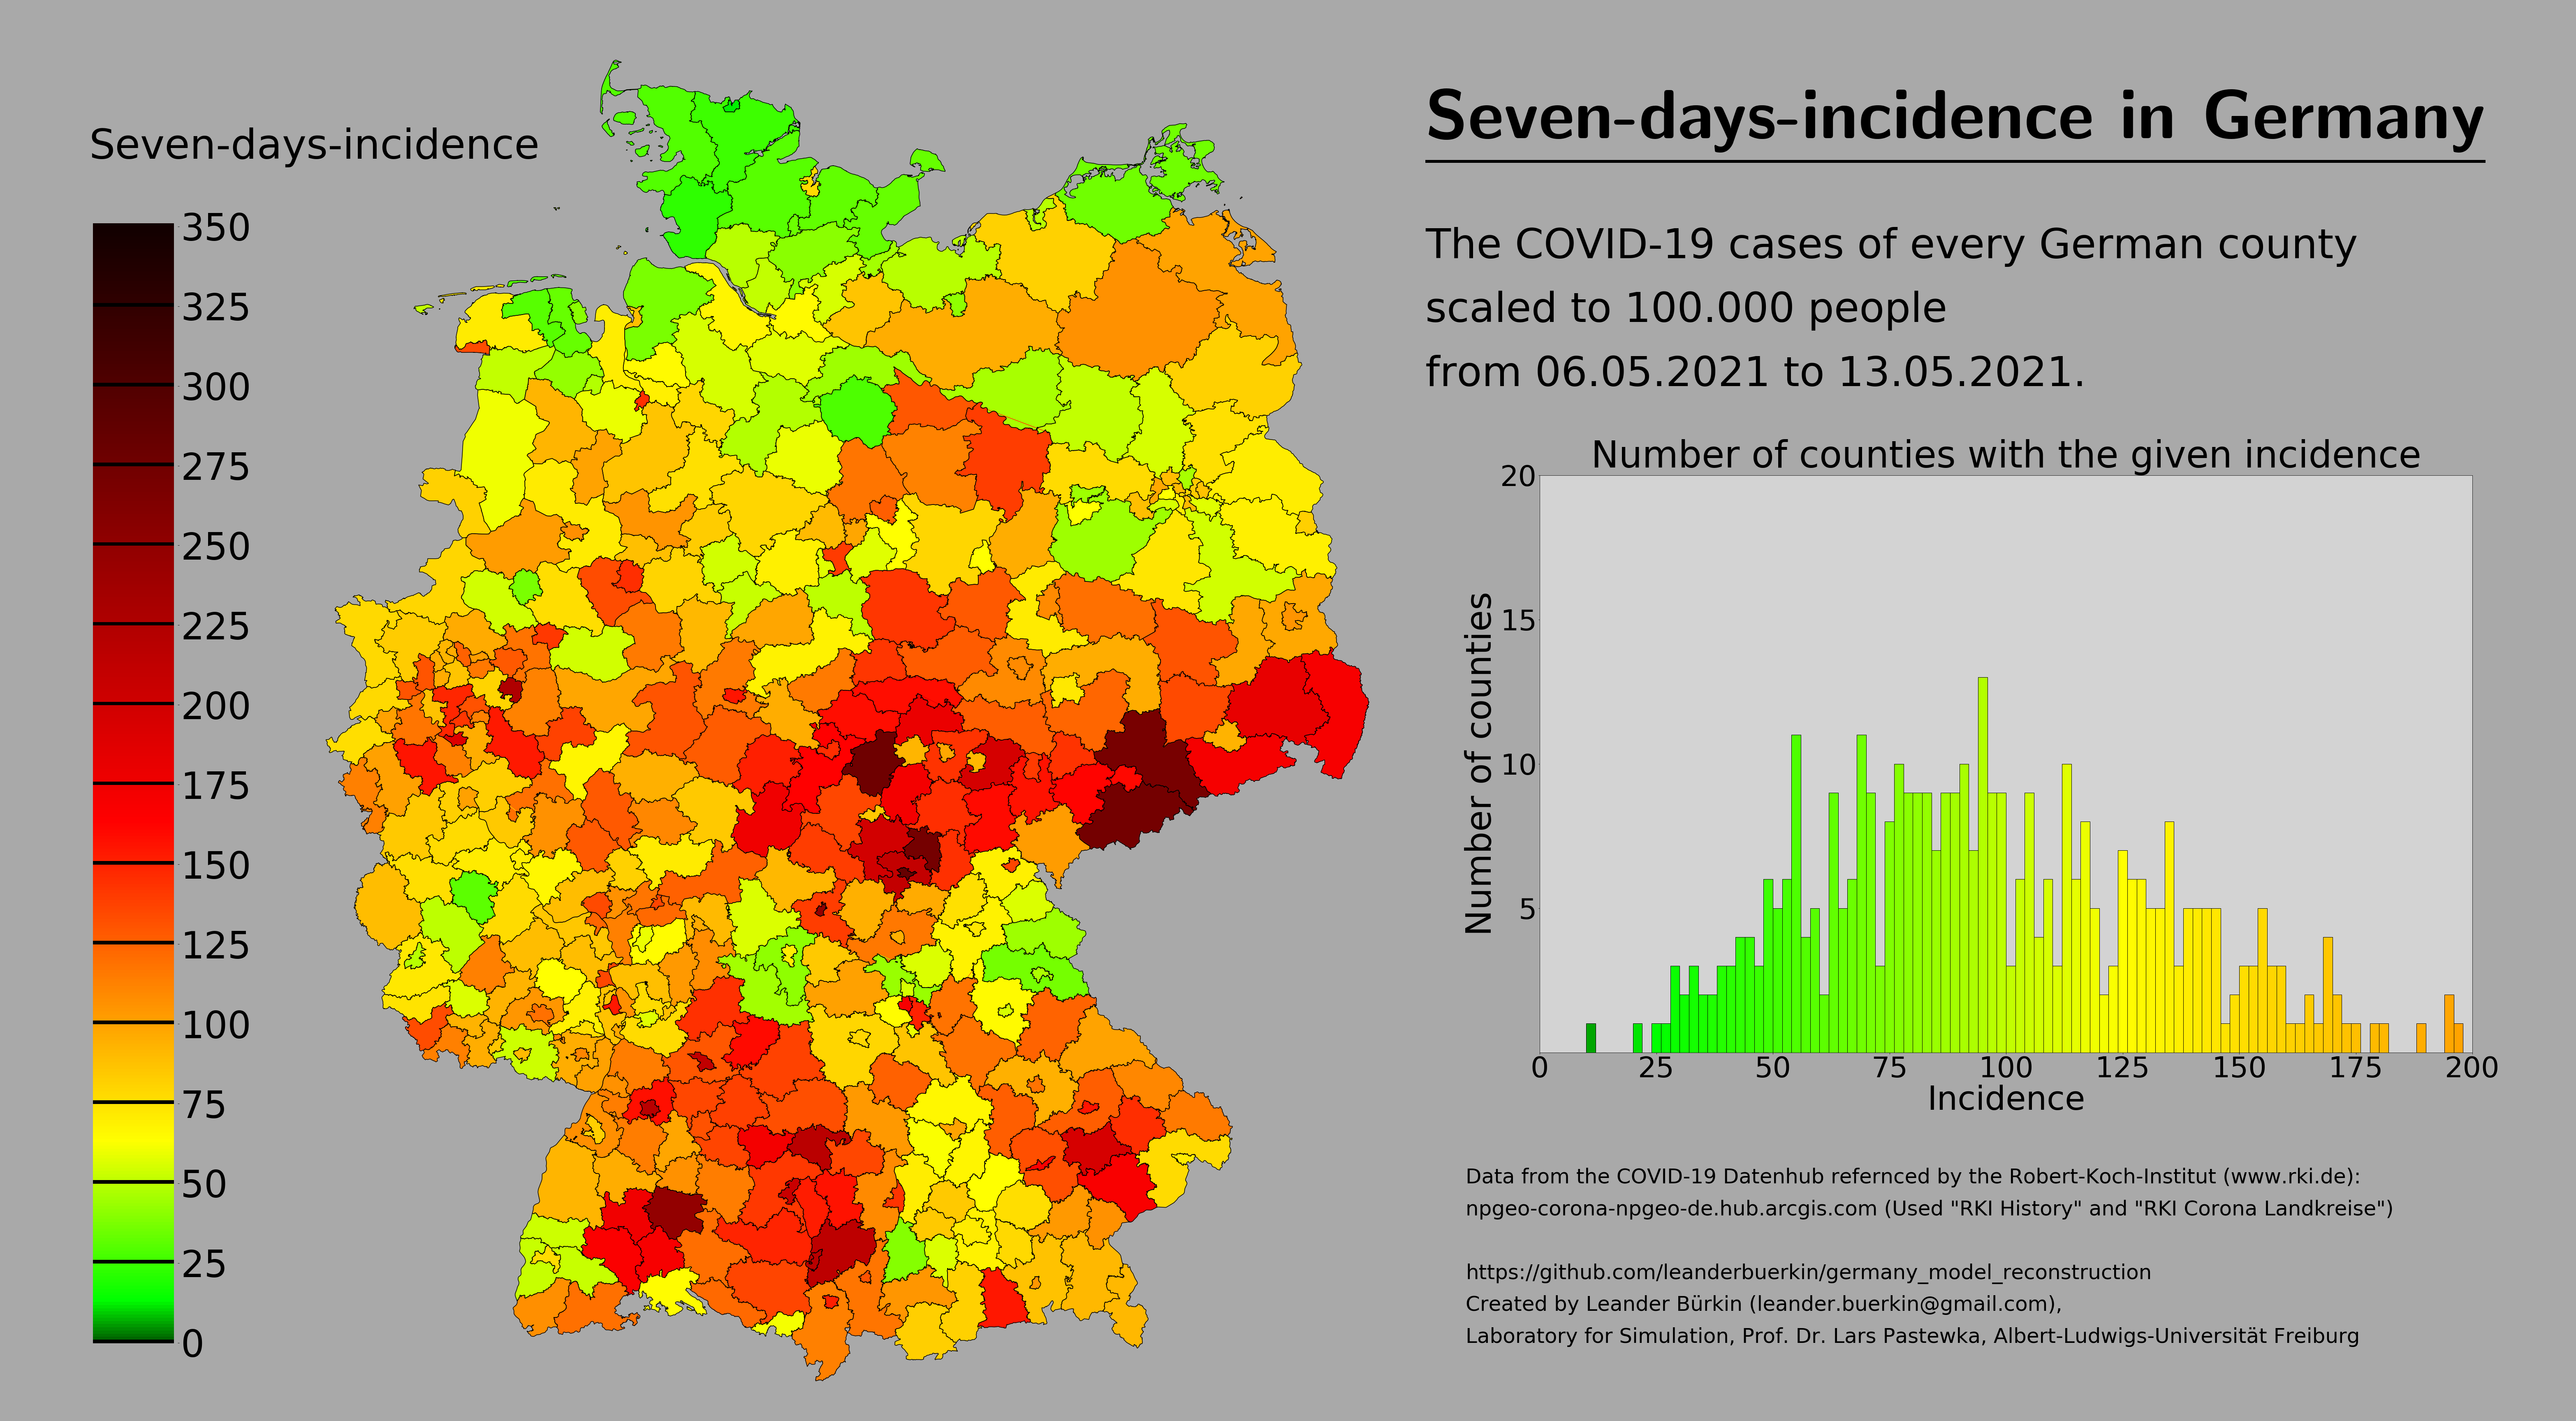 Seven-days-incidence in Germany
Seven-days-incidence
350
325
300
275
250
225
200
175
150
125
100
75
50
25
0
The COVID-19 cases of every German county
scaled to 100.000 people
from 06.05.2021 to 13.05.2021.
Number of counties with the given incidence
Number of counties
20
15
10
5
0 25 50 75 100 125 150 175 200
Incidence
Data from the COVID-19 Datenhub refernced by the Robert-Koch-Institut (www.rki.de):
npgeo-corona-npgeo-de.hub.arcgis.com (Used "RKI History" and "RKI Corona Landkreise")
https://github.com/leanderbuerkin/germany_model_reconstruction
Created by Leander Bürkin (leander.buerkin@gmail.com),
Laboratory for Simulation, Prof. Dr. Lars Pastewka, Albert-Ludwigs-Universität Freiburg